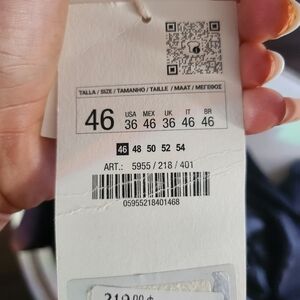 TALLA / SIZE / TAMANHO / TAILLE / MAAT / ΜΕΓΕΘΟΣ
46 USA MEX UK IT BR
36 46 36 46 46
46 48 50 52 54
ART.: 5955 / 218 / 401
05955218401468